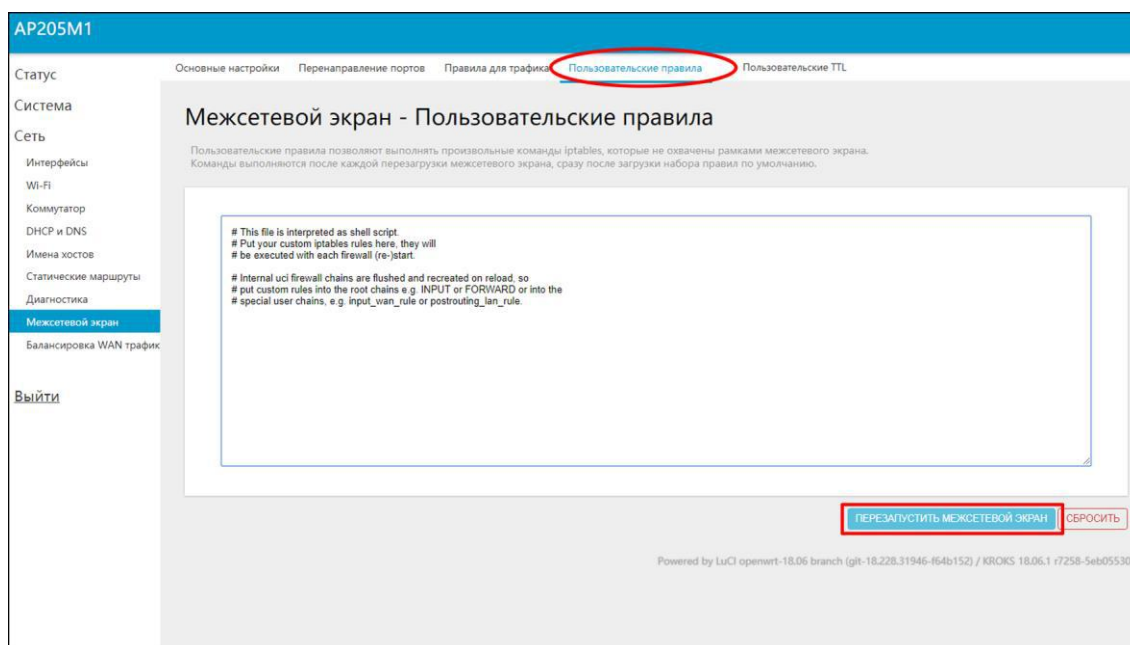 AP205M1
Статус
Система
Сеть
Интерфейсы
Wi-Fi
Коммутатор
DHCP и DNS
Имена хостов
Статические маршруты
Диагностика
Межсетевой экран
Балансировка WAN трафик
Выйти
Основные настройки Перенаправление портов Правила для трафика Пользовательские правила Пользовательские TTL
Межсетевой экран - Пользовательские правила
Пользовательские правила позволяют выполнять произвольные команды iptables, которые не охвачены рамками межсетевого экрана.
Команды выполняются после каждой перезагрузки межсетевого экрана, сразу после загрузки набора правил по умолчанию.
# This file is interpreted as shell script.
# Put your custom iptables rules here, they will
# be executed with each firewall (re-)start.
# Internal uci firewall chains are flushed and recreated on reload, so
# put custom rules into the root chains e.g. INPUT or FORWARD or into the
# special user chains, e.g. input_wan_rule or postrouting_lan_rule.
ПЕРЕЗАПУСТИТЬ МЕЖСЕТЕВОЙ ЭКРАН СБРОСИТЬ
Powered by LuCI openwrt-18.06 branch (git-18.228.31946-f64b152) / KROKS 18.06.1 r7258-5eb05530